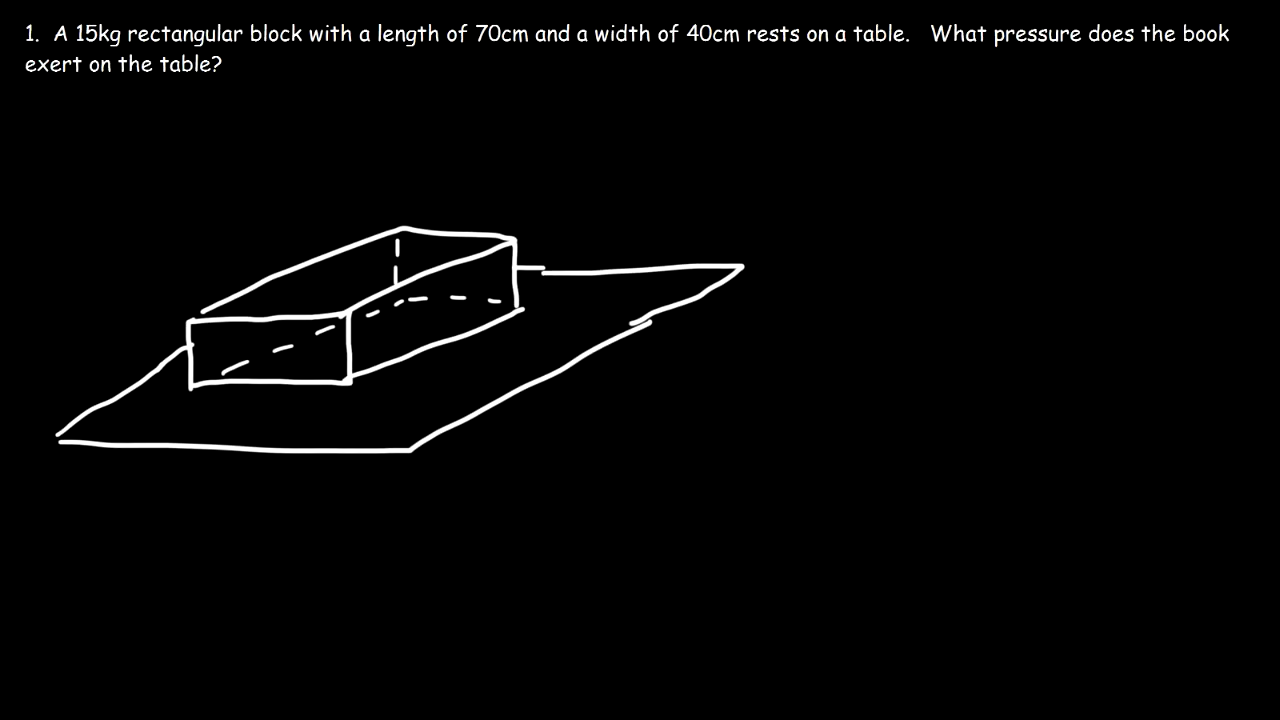 1.  A 15kg rectangular block with a length of 70cm and a width of 40cm rests on a table.   What pressure does the book
exert on the table?